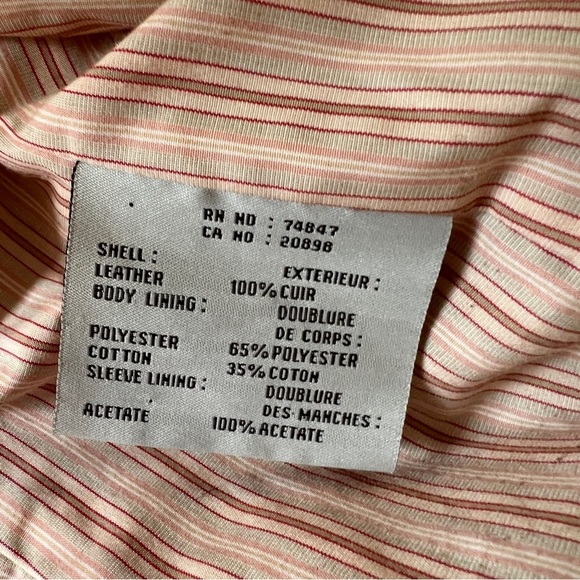 RN NO : 74847
CA NO : 20898
SHELL : EXTERIEUR :
LEATHER 100% CUIR
BODY LINING : DOUBLURE
DE CORPS :
POLYESTER 65% POLYESTER
COTTON 35% COTON
SLEEVE LINING : DOUBLURE
DES MANCHES :
ACETATE 100% ACETATE